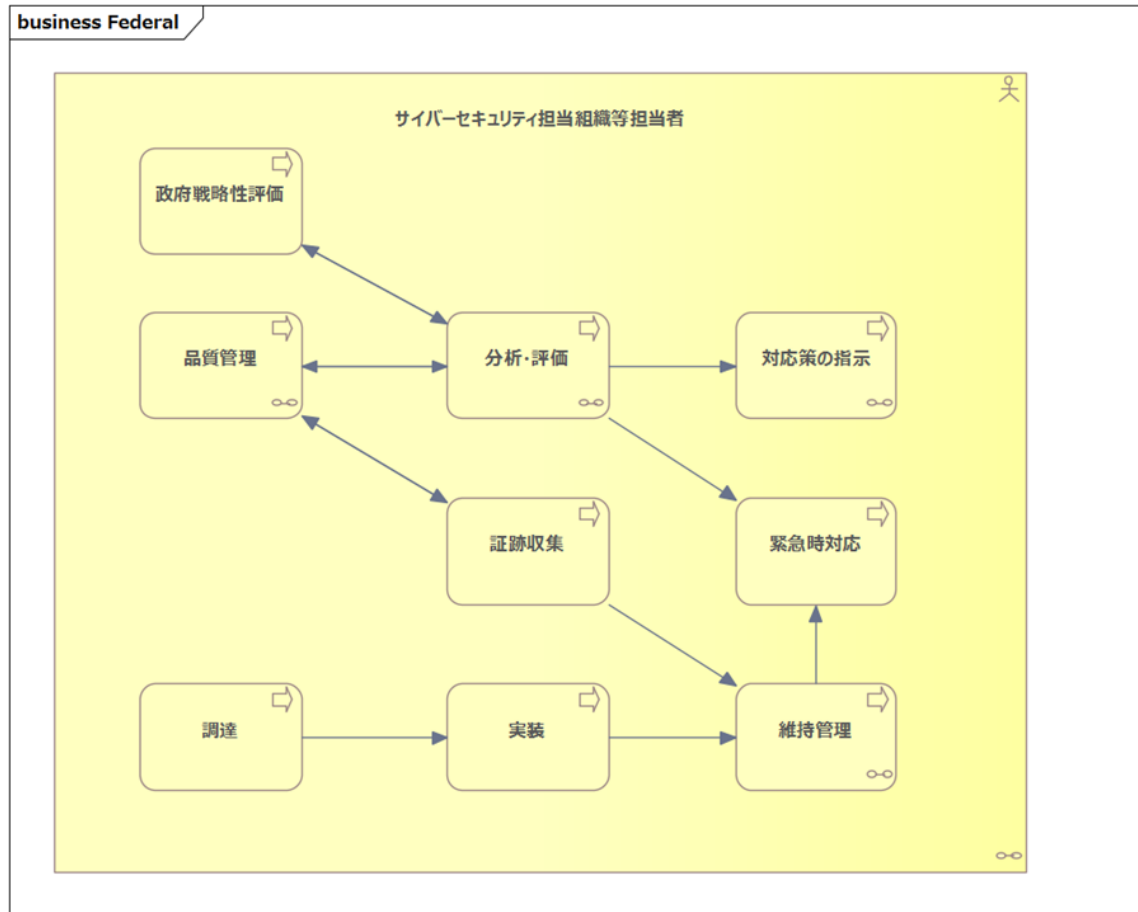 business Federal
サイバーセキュリティ担当組織等担当者
政府戦略性評価
品質管理
分析・評価
対応策の指示
証跡収集
緊急時対応
調達
実装
維持管理